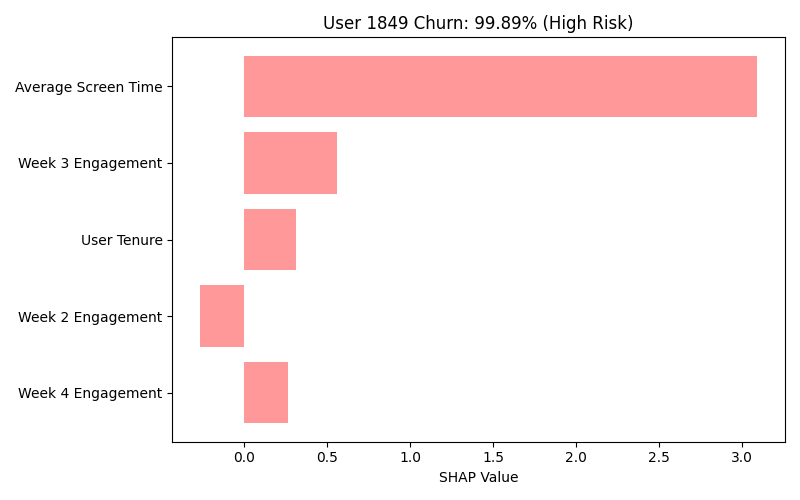 User 1849 Churn: 99.89% (High Risk)
Average Screen Time
Week 3 Engagement
User Tenure
Week 2 Engagement
Week 4 Engagement
0.0 0.5 1.0 1.5 2.0 2.5 3.0
SHAP Value